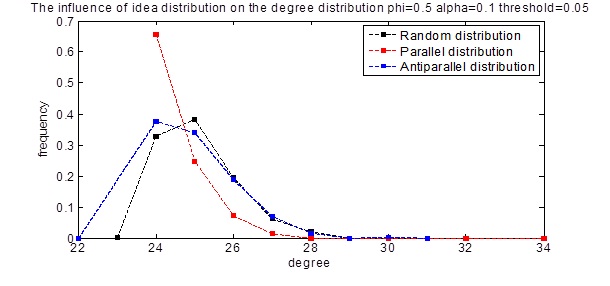 The influence of idea distribution on the degree distribution phi=0.5 alpha=0.1 threshold=0.05
0.7
0.6
0.5
0.4
0.3
0.2
0.1
0
frequency
Random distribution
Parallel distribution
Antiparallel distribution
22 24 26 28 30 32 34
degree